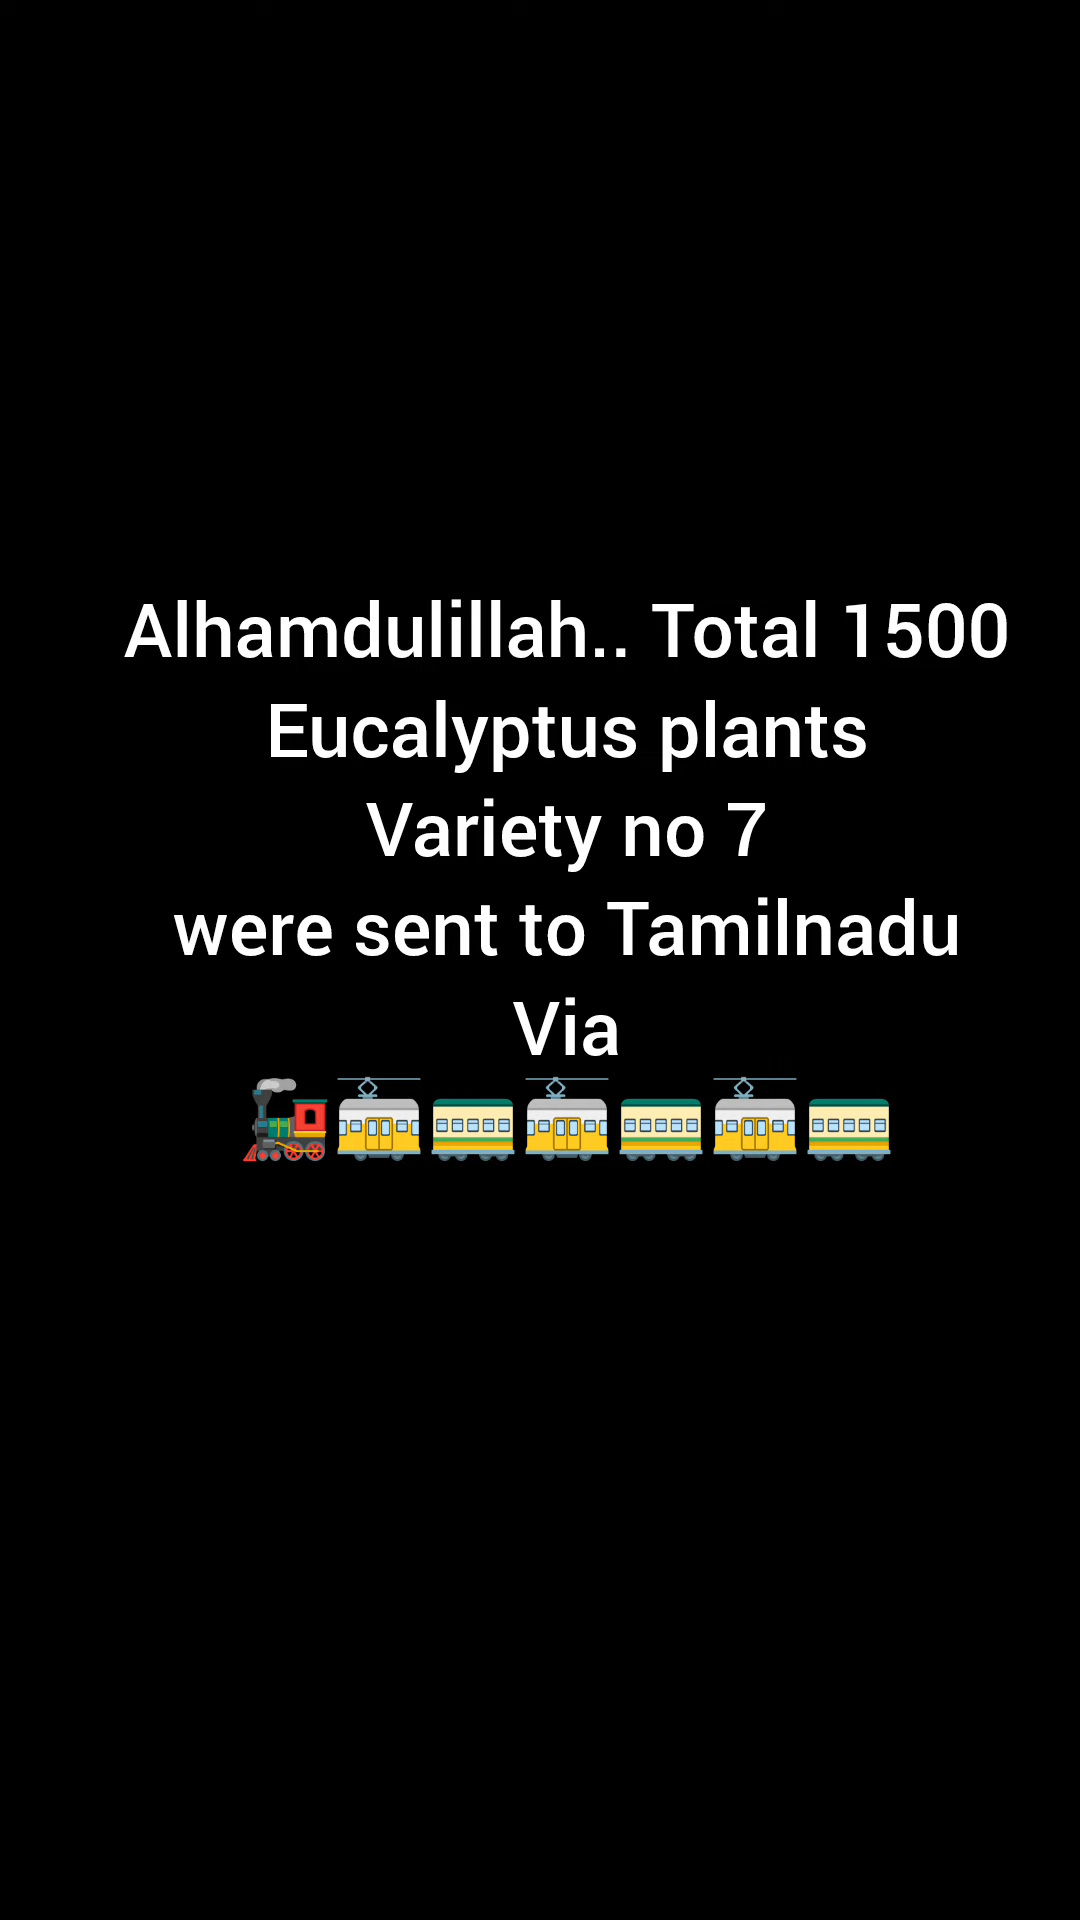 Alhamdulillah.. Total 1500
Eucalyptus plants
Variety no 7
were sent to Tamilnadu
Via
🚂🚋🚃🚋🚃🚋🚃